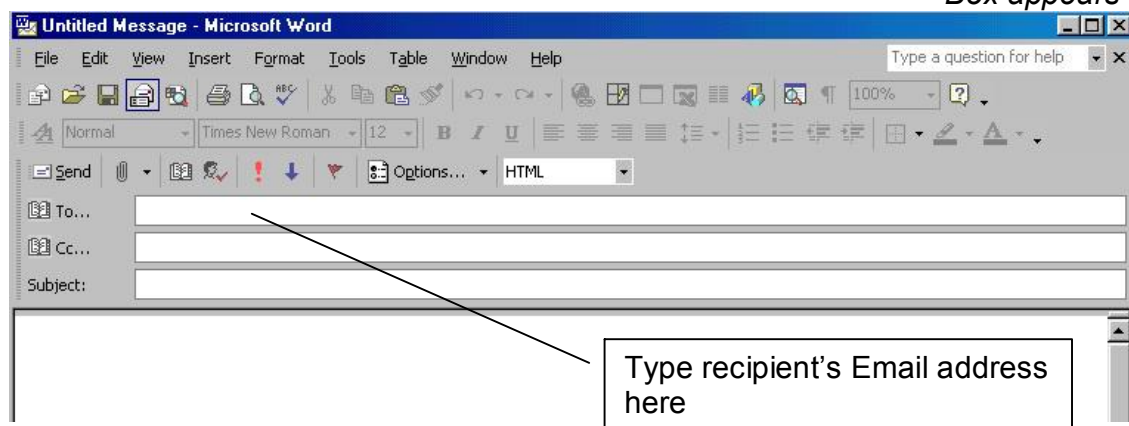 Box appears
Untitled Message - Microsoft Word
File Edit View Insert Format Tools Table Window Help Type a question for help
100%
Normal Times New Roman 12 B I U
Send Options... HTML
To...
Cc...
Subject:
Type recipient's Email address
here